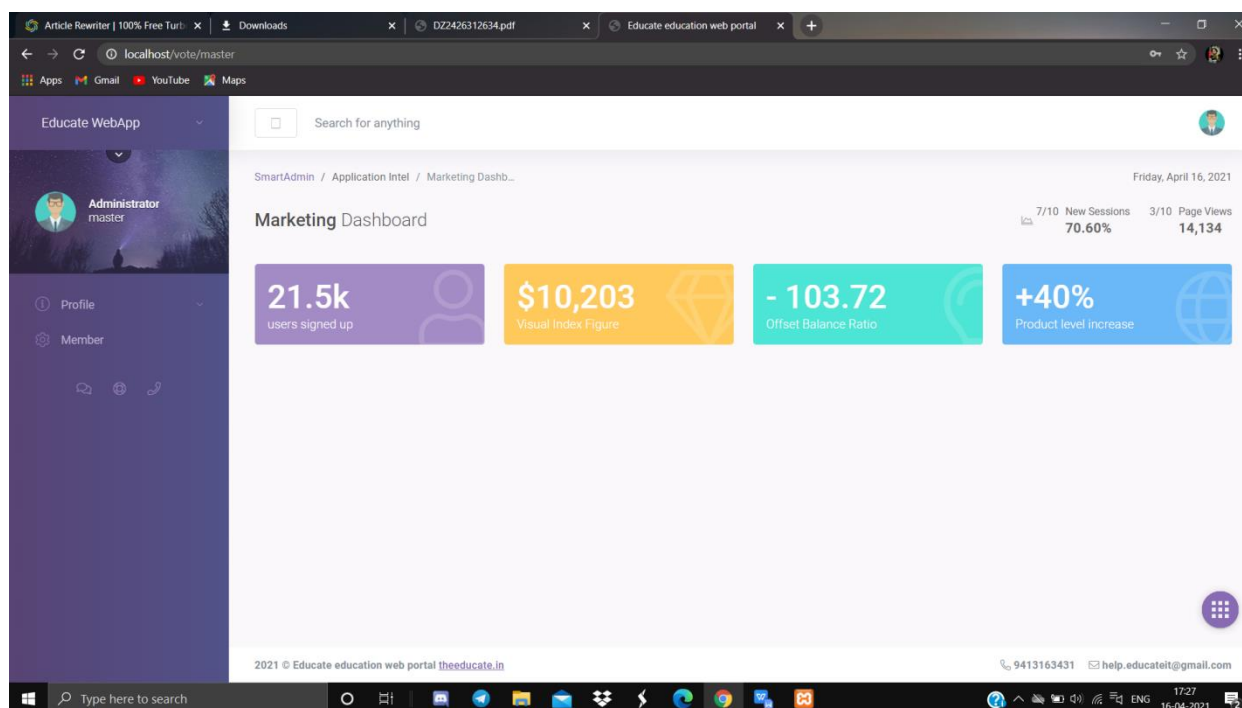 Article Rewriter | 100% Free Turb
Downloads
DZ2426312634.pdf
Educate education web portal
localhost/vote/master
Apps Gmail YouTube Maps
Educate WebApp
Search for anything
SmartAdmin / Application Intel / Marketing Dashb...
Friday, April 16, 2021
Administrator
master
Marketing Dashboard
7/10 New Sessions
70.60%
3/10 Page Views
14,134
21.5k
users signed up
$10,203
Visual Index Figure
- 103.72
Offset Balance Ratio
+40%
Product level increase
Profile
Member
2021 © Educate education web portal theeducate.in
9413163431 help.educateit@gmail.com
Type here to search
ENG
17:27
16-04-2021
2